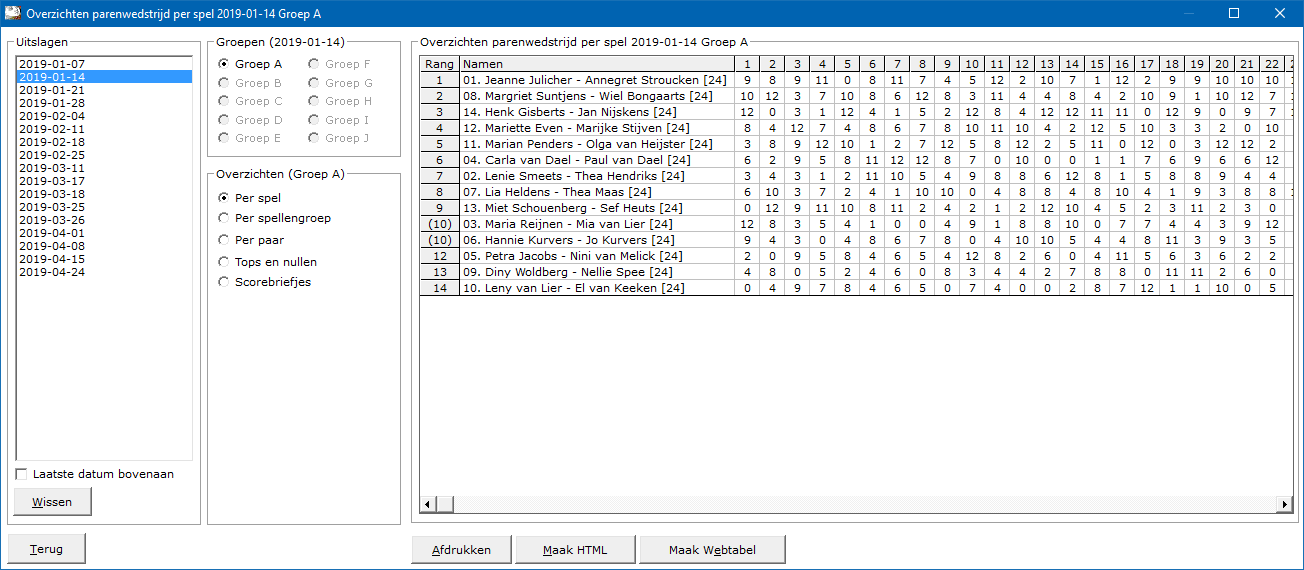 Overzichten parenwedstrijd per spel 2019-01-14 Groep A
Uitslagen
2019-01-07
2019-01-14
2019-01-21
2019-01-28
2019-02-04
2019-02-11
2019-02-18
2019-02-25
2019-03-11
2019-03-17
2019-03-18
2019-03-25
2019-03-26
2019-04-01
2019-04-08
2019-04-15
2019-04-24
Laatste datum bovenaan
Wissen
Terug
Groepen (2019-01-14)
Groep A Groep F
Groep B Groep G
Groep C Groep H
Groep D Groep I
Groep E Groep J
Overzichten (Groep A)
Per spel
Per spellengroep
Per paar
Tops en nullen
Scorebriefjes
Overzichten parenwedstrijd per spel 2019-01-14 Groep A
Rang Namen 1 2 3 4 5 6 7 8 9 10 11 12 13 14 15 16 17 18 19 20 21 22
1 01. Jeanne Julicher - Annegret Stroucken [24] 9 8 9 11 0 8 11 7 4 5 12 2 10 7 1 12 2 9 9 10 10 10
2 08. Margriet Suntjens - Wiel Bongaarts [24] 10 12 3 7 10 8 6 12 8 3 11 4 4 8 4 2 10 9 1 10 12 7
3 14. Henk Gisberts - Jan Nijskens [24] 12 0 3 1 12 4 1 5 2 12 8 4 12 12 11 11 0 12 9 0 9 7
4 12. Mariette Even - Marijke Stijven [24] 8 4 12 7 4 8 6 7 8 10 11 10 4 2 12 5 10 3 3 2 0 10
5 11. Marian Penders - Olga van Heijster [24] 3 8 9 12 10 1 2 7 12 5 8 12 2 5 11 0 12 0 3 12 12 2
6 04. Carla van Dael - Paul van Dael [24] 6 2 9 5 8 11 12 12 8 7 0 10 0 0 1 1 7 6 9 6 6 12
7 02. Lenie Smeets - Thea Hendriks [24] 3 4 3 1 2 11 10 5 4 9 8 8 6 12 8 1 5 8 8 9 4 4
8 07. Lia Heldens - Thea Maas [24] 6 10 3 7 2 4 1 10 10 0 4 8 8 4 8 10 4 1 9 3 8 8
9 13. Miet Schouenberg - Sef Heuts [24] 0 12 9 11 10 8 11 2 4 2 1 2 12 10 4 5 2 3 11 2 3 0
(10) 03. Maria Reijnen - Mia van Lier [24] 12 8 3 5 4 1 0 0 4 9 1 8 8 10 0 7 7 4 4 3 9 12
(10) 06. Hannie Kurvers - Jo Kurvers [24] 9 4 3 0 4 8 6 7 8 0 4 10 10 5 4 4 8 11 3 9 3 5
12 05. Petra Jacobs - Nini van Melick [24] 2 0 9 5 8 4 6 5 4 12 8 2 6 0 4 11 5 6 3 6 2 2
13 09. Diny Woldberg - Nellie Spee [24] 4 8 0 5 2 4 6 0 8 3 4 4 2 7 8 8 0 11 11 2 6 0
14 10. Leny van Lier - El van Keeken [24] 0 4 9 7 8 4 6 5 0 7 4 0 0 2 8 7 12 1 1 10 0 5
Afdrukken
Maak HTML
Maak Webtabel